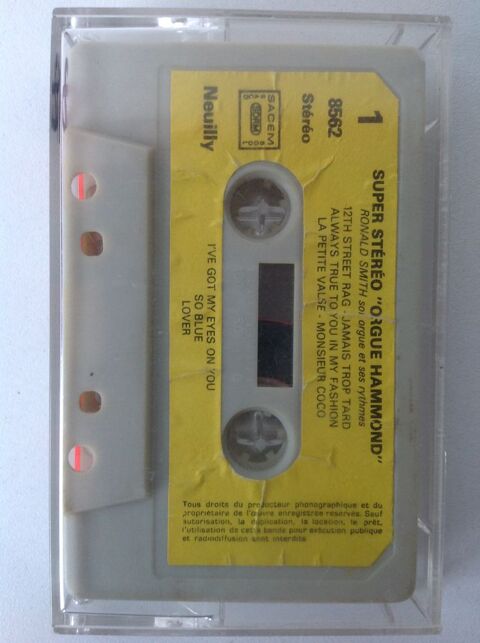 1
8562
Stéréo
SACEM
SACD SDRM SGDL
Neuilly
SUPER STÉRÉO "ORGUE HAMMOND"
RONALD SMITH son orgue et ses rythmes
12TH STREET RAG - JAMAIS TROP TARD
ALWAYS TRUE TO YOU IN MY FASHION
LA PETITE VALSE - MONSIEUR COCO
I'VE GOT MY EYES ON YOU
SO BLUE
LOVER
Tous droits du producteur phonographique et du
propriétaire de l'œuvre enregistrée réservés. Sauf
autorisation, la duplication, la location, le prêt,
l'utilisation de cette bande pour exécution publique
et radiodiffusion sont interdits